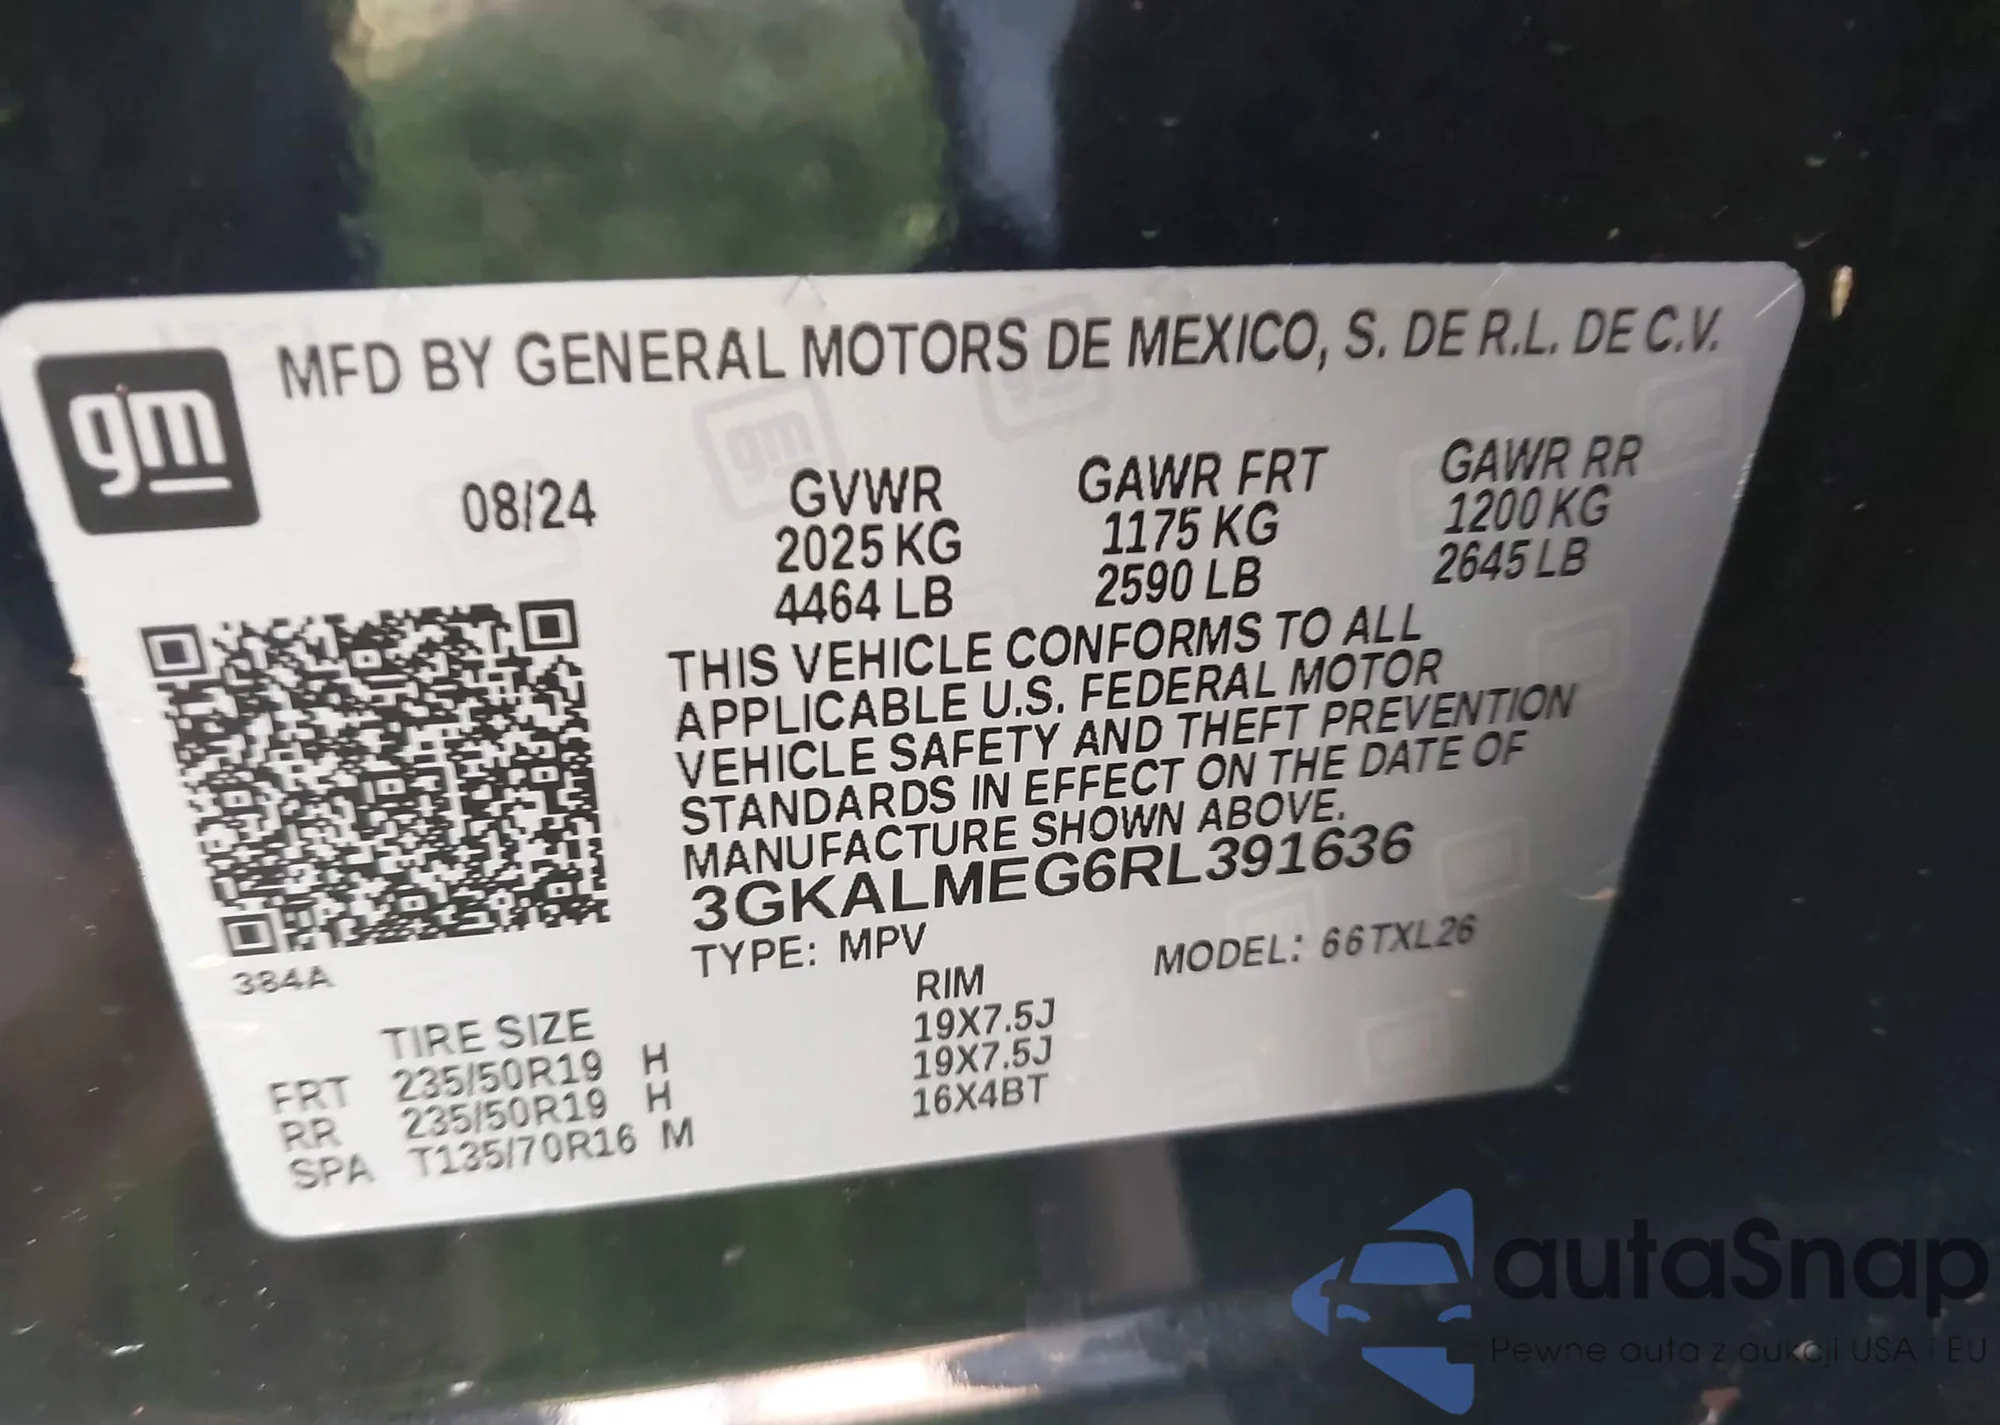 MFD BY GENERAL MOTORS DE MEXICO, S. DE R.L. DE C.V.
gm
08/24 GVWR GAWR FRT GAWR RR
2025 KG 1175 KG 1200 KG
4464 LB 2590 LB 2645 LB
THIS VEHICLE CONFORMS TO ALL
APPLICABLE U.S. FEDERAL MOTOR
VEHICLE SAFETY AND THEFT PREVENTION
STANDARDS IN EFFECT ON THE DATE OF
MANUFACTURE SHOWN ABOVE.
3GKALMEG6RL391636
TYPE: MPV MODEL: 66TXL26
384A
TIRE SIZE RIM
FRT 235/50R19 H 19X7.5J
RR 235/50R19 H 19X7.5J
SPA T135/70R16 M 16X4BT
autaSnap
Pewne auta z aukcji USA i EU